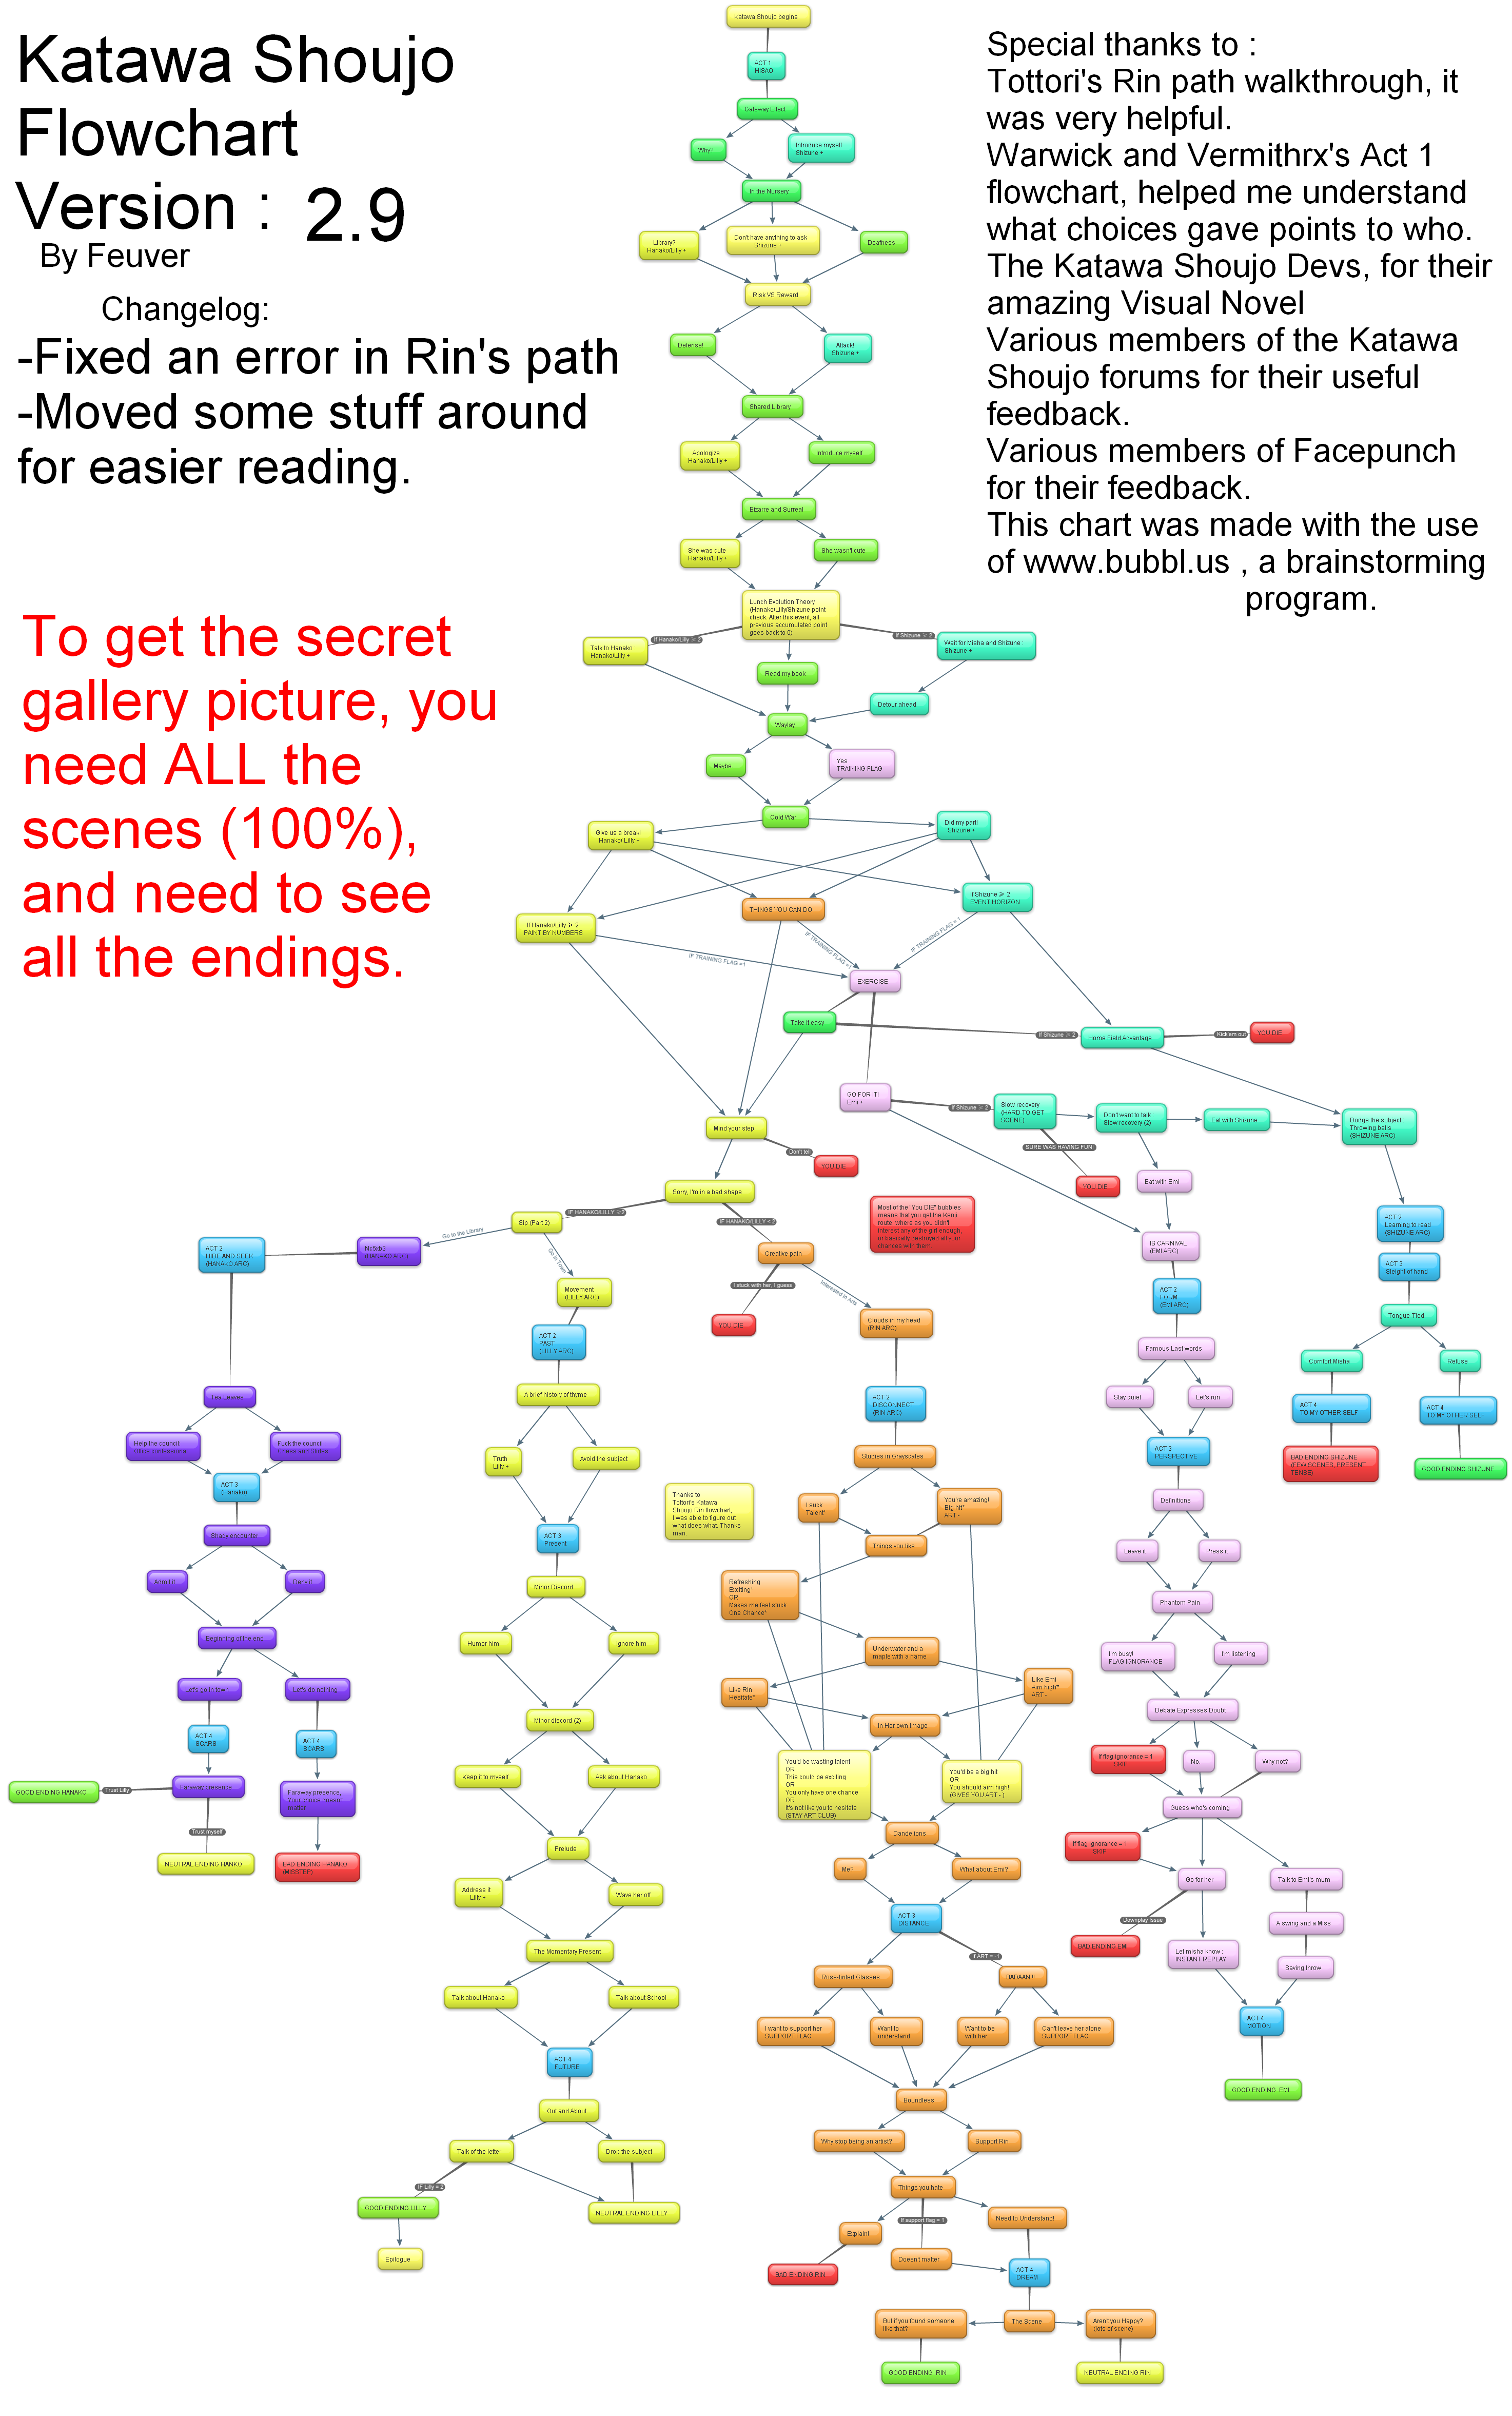 Katawa Shoujo
Flowchart
Version : 2.9
By Feuver
Changelog:
-Fixed an error in Rin's path
-Moved some stuff around
for easier reading.
To get the secret
gallery picture, you
need ALL the
scenes (100%),
and need to see
all the endings.
Special thanks to :
Tottori's Rin path walkthrough, it
was very helpful.
Warwick and Vermithrx's Act 1
flowchart, helped me understand
what choices gave points to who.
The Katawa Shoujo Devs, for their
amazing Visual Novel
Various members of the Katawa
Shoujo forums for their useful
feedback.
Various members of Facepunch
for their feedback.
This chart was made with the use
of www.bubbl.us , a brainstorming
program.
Katawa Shoujo begins
ACT 1
HISAO
Gateway Effect
Why?
Introduce myself
Shizune +
In the Nursery
Library?
Hanako/Lilly +
Don't have anything to ask
Shizune +
Deafness
Risk VS Reward
Defense!
Attack!
Shizune +
Shared Library
Apologize
Hanako/Lilly +
Introduce myself
Bizarre and Surreal
She was cute
Hanako/Lilly +
She wasn't cute
Lunch Evolution Theory
(Hanako/Lilly/Shizune point
check. After this event, all
previous accumulated point
goes back to 0)
If Hanako/Lilly ≥ 2
If Shizune ≥ 2
Talk to Hanako :
Hanako/Lilly +
Wait for Misha and Shizune :
Shizune +
Read my book
Detour ahead
Waylay
Maybe
Yes
TRAINING FLAG
Cold War
Give us a break!
Hanako/ Lilly +
Did my part!
Shizune +
If Hanako/Lilly ≥ 2
PAINT BY NUMBERS
THINGS YOU CAN DO
If Shizune ≥ 2
EVENT HORIZON
IF TRAINING FLAG =1
IF TRAINING FLAG =1
IF TRAINING FLAG = 1
EXERCISE
Take it easy
If Shizune ≥ 2
Home Field Advantage
Kick'em out
YOU DIE
GO FOR IT!
Emi +
If Shizune ≥ 2
Slow recovery
(HARD TO GET
SCENE)
Don't want to talk :
Slow recovery (2)
Eat with Shizune
Dodge the subject :
Throwing balls
(SHIZUNE ARC)
SURE WAS HAVING FUN!
YOU DIE
Eat with Emi
Mind your step
Don't tell
YOU DIE
Sorry, I'm in a bad shape
IF HANAKO/LILLY ≥ 2
IF HANAKO/LILLY < 2
Most of the "You DIE" bubbles
means that you get the Kenji
route, where as you didn't
interest any of the girl enough,
or basically destroyed all your
chances with them.
Sip (Part 2)
Go to the Library
Go in Town
Nc5xb3
(HANAKO ARC)
ACT 2
HIDE AND SEEK
(HANAKO ARC)
Creative pain
I stuck with her, I guess
Interested in Arts
YOU DIE
Movement
(LILLY ARC)
ACT 2
PAST
(LILLY ARC)
Clouds in my head
(RIN ARC)
IS CARNIVAL
(EMI ARC)
ACT 2
FORM
(EMI ARC)
ACT 2
Learning to read
(SHIZUNE ARC)
ACT 3
Sleight of hand
Tongue-Tied
Comfort Misha
Refuse
ACT 4
TO MY OTHER SELF
ACT 4
TO MY OTHER SELF
BAD ENDING SHIZUNE
(FEW SCENES, PRESENT
TENSE)
GOOD ENDING SHIZUNE
Tea Leaves
Help the council:
Office confessional
Fuck the council:
Chess and Slides
ACT 3
(Hanako)
Shady encounter
Admit it
Deny it
Beginning of the end
Let's go in town
Let's do nothing
ACT 4
SCARS
ACT 4
SCARS
GOOD ENDING HANAKO
Trust Lilly
Faraway presence
Faraway presence,
Your choice doesn't
matter
Trust myself
NEUTRAL ENDING HANKO
BAD ENDING HANAKO
(MISSTEP)
A brief history of thyme
Truth
Lilly +
Avoid the subject
ACT 3
Present
Minor Discord
Humor him
Ignore him
Minor discord (2)
Keep it to myself
Ask about Hanako
Prelude
Address it
Lilly +
Wave her off
The Momentary Present
Talk about Hanako
Talk about School
ACT 4
FUTURE
Out and About
Talk of the letter
Drop the subject
IF Lilly = 2
GOOD ENDING LILLY
NEUTRAL ENDING LILLY
Epilogue
Thanks to
Tottori's Katawa
Shoujo Rin flowchart,
I was able to figure out
what does what. Thanks
man.
ACT 2
DISCONNECT
(RIN ARC)
Studies in Grayscales
I suck
Talent*
You're amazing!
Big hit*
ART -
Things you like
Refreshing
Exciting*
OR
Makes me feel stuck
One Chance*
Underwater and a
maple with a name
Like Rin
Hesitate*
Like Emi
Aim high*
ART -
In Her own Image
You'd be wasting talent
OR
This could be exciting
OR
You only have one chance
OR
It's not like you to hesitate
(STAY ART CLUB)
You'd be a big hit
OR
You should aim high!
(GIVES YOU ART - )
Dandelions
Me?
What about Emi?
ACT 3
DISTANCE
If ART = -1
Rose-tinted Glasses
BADAAN!!!
I want to support her
SUPPORT FLAG
Want to
understand
Want to be
with her
Can't leave her alone
SUPPORT FLAG
Boundless
Why stop being an artist?
Support Rin
Things you hate
Explain!
If support flag = 1
Need to Understand!
BAD ENDING RIN
Doesn't matter
ACT 4
DREAM
But if you found someone
like that?
The Scene
Aren't you Happy?
(lots of scene)
GOOD ENDING RIN
NEUTRAL ENDING RIN
Famous Last words
Stay quiet
Let's run
ACT 3
PERSPECTIVE
Definitions
Leave it
Press it
Phantom Pain
I'm busy!
FLAG IGNORANCE
I'm listening
Debate Expresses Doubt
If flag ignorance = 1
SKIP
No.
Why not?
Guess who's coming
If flag ignorance = 1
SKIP
Go for her
Talk to Emi's mum
Downplay Issue
BAD ENDING EMI
A swing and a Miss
Let misha know :
INSTANT REPLAY
Saving throw
ACT 4
MOTION
GOOD ENDING EMI